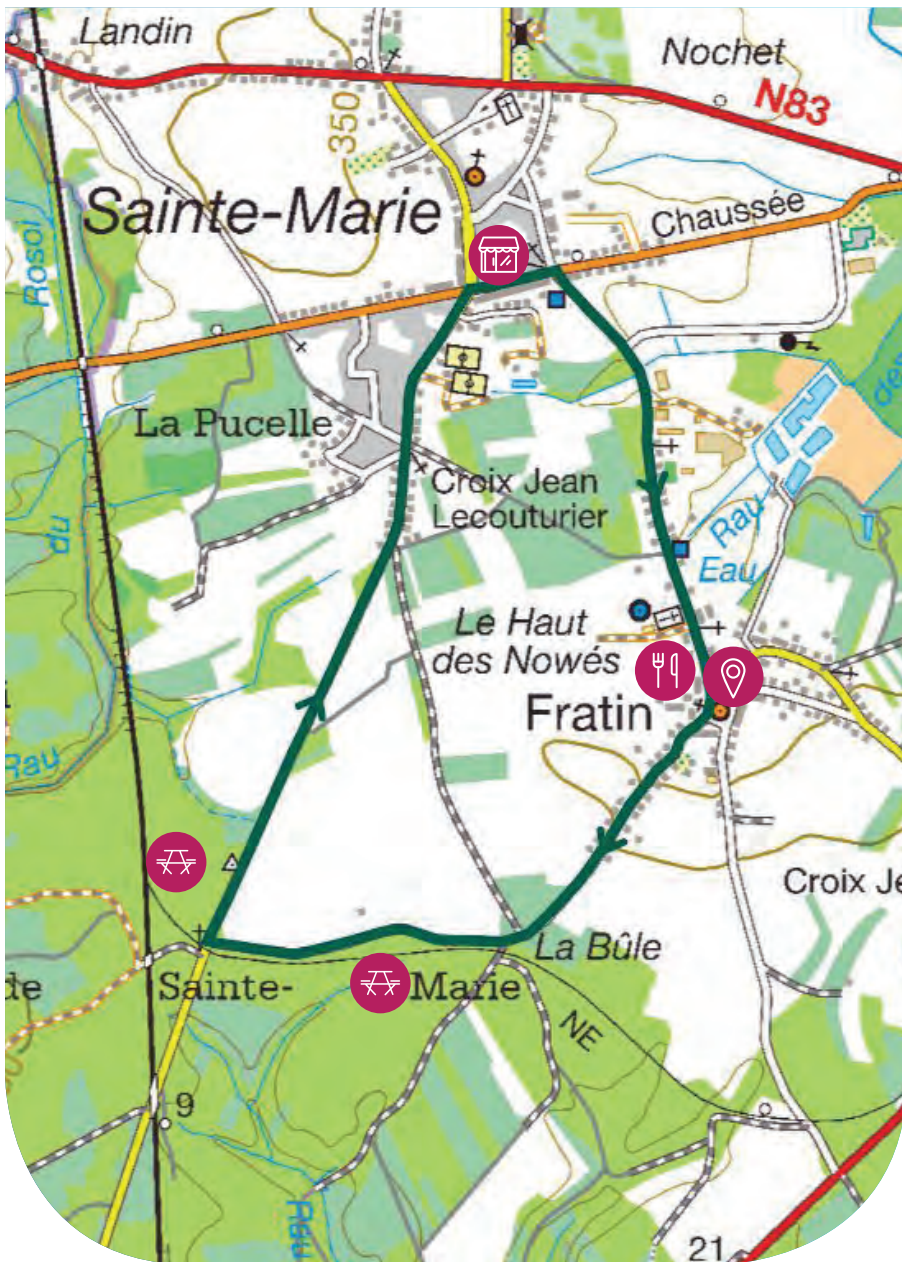 Landin
Nochet
N83
350
Sainte-Marie
Chaussée
Rosoi
La Pucelle
Croix Jean
Lecouturier
du
Rau
Eau
Le Haut
des Nowés
Fratin
Rau
Croix Je
La Bûle
de
Sainte-
Marie
NE
9
21